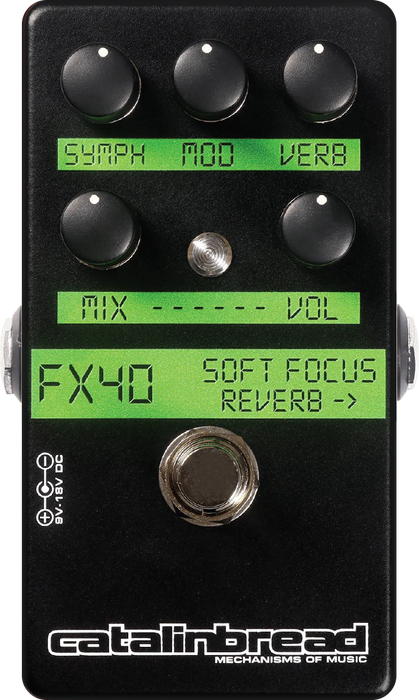 SYMPH MOD VERB
MIX ------ VOL
FX40
SOFT FOCUS
REVERB ->
9V-18V DC
catalinbread
MECHANISMS OF MUSIC